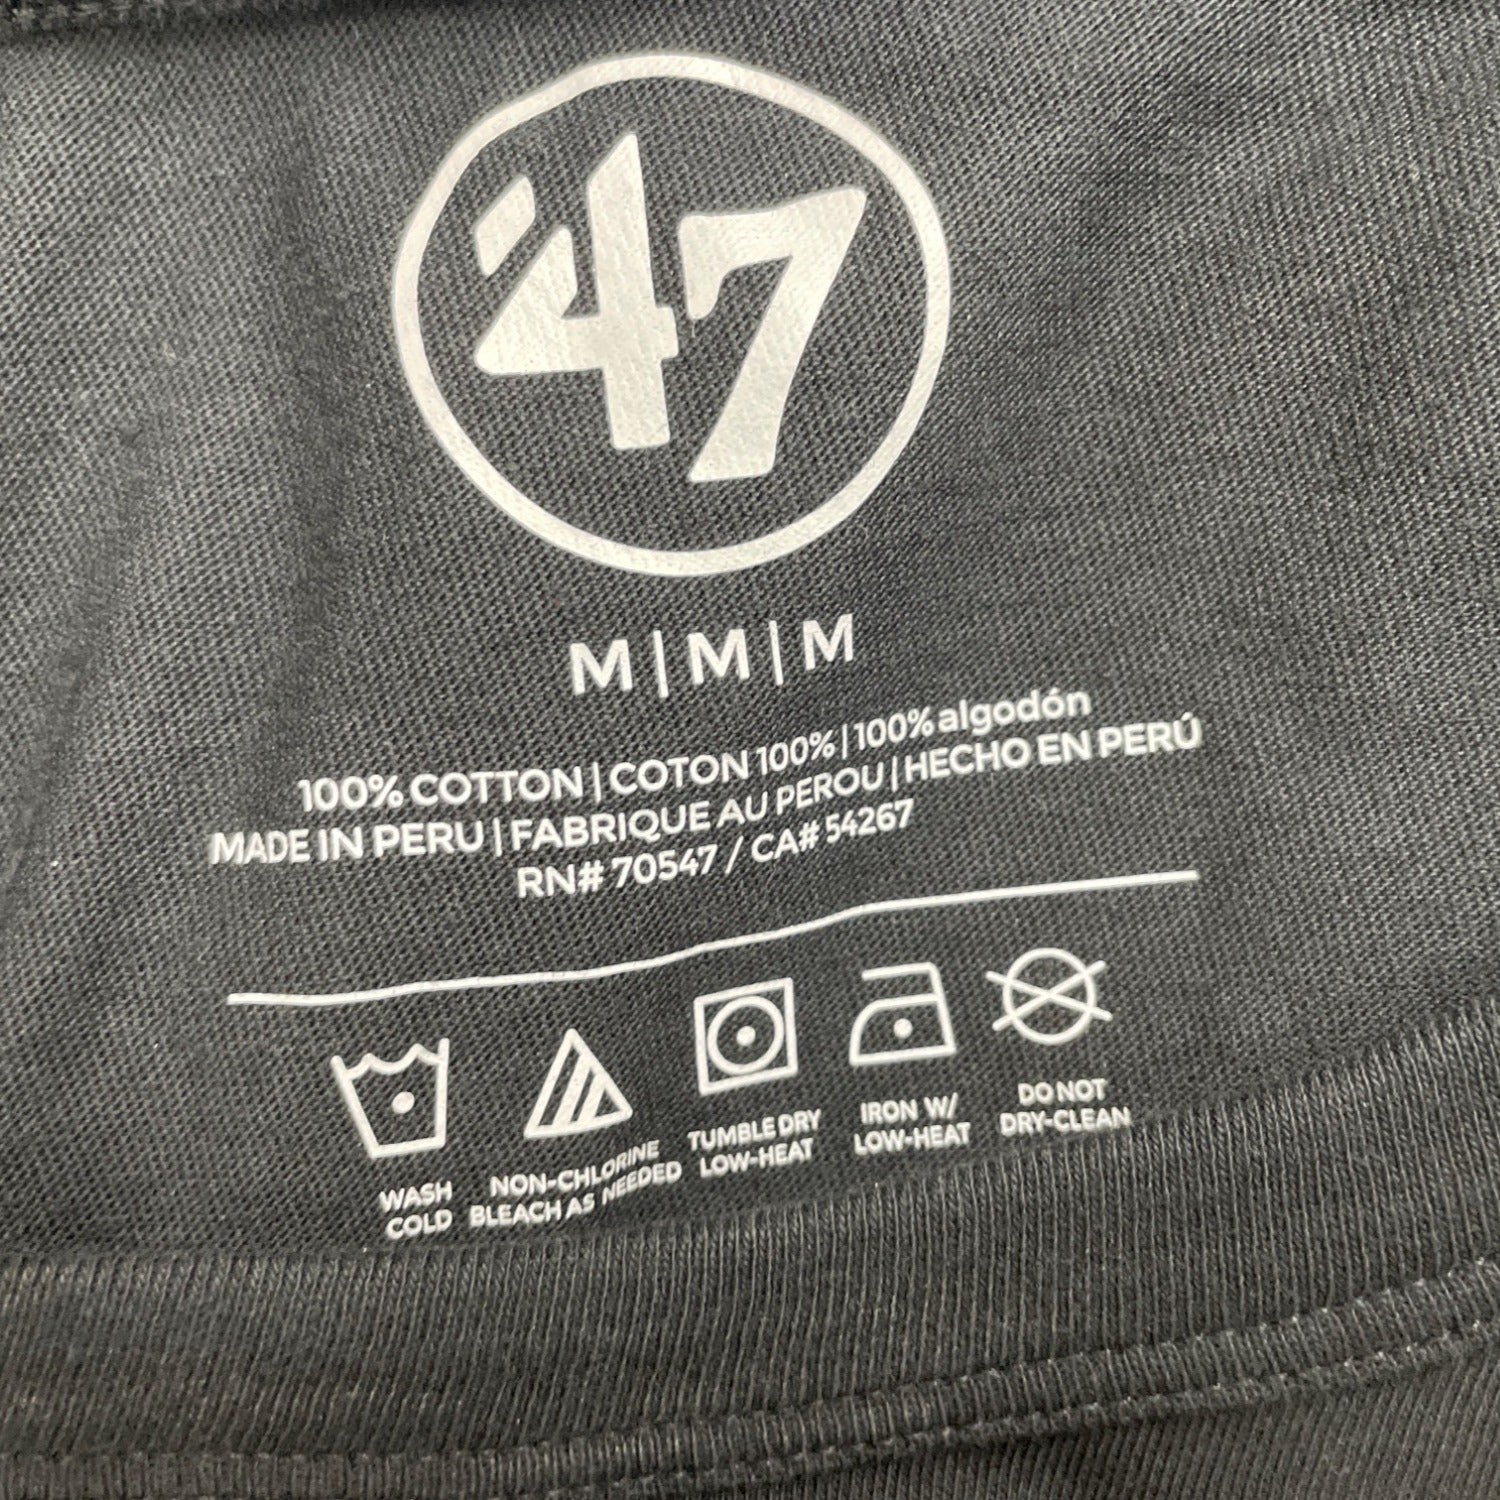 47
M | M | M
100% COTTON | COTON 100% | 100% algodón
MADE IN PERU | FABRIQUE AU PEROU | HECHO EN PERÚ
RN# 70547 / CA# 54267
WASH
COLD
NON-CHLORINE
BLEACH AS NEEDED
TUMBLE DRY
LOW-HEAT
IRON W/
LOW-HEAT
DO NOT
DRY-CLEAN